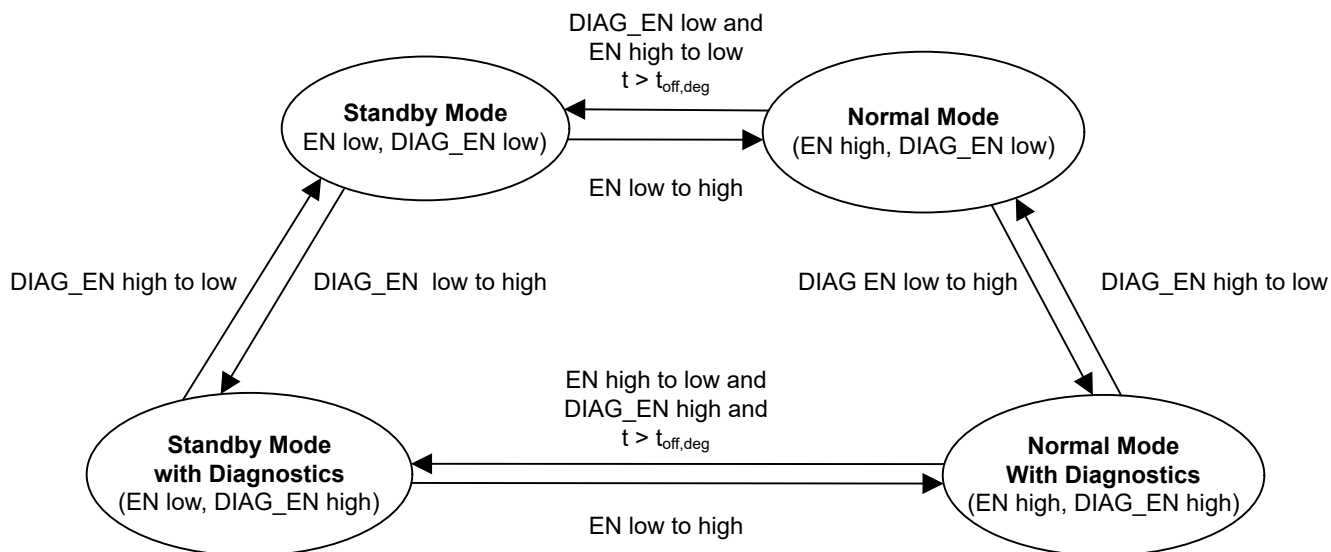 DIAG_EN low and
EN high to low
t > toff,deg
Standby Mode
EN low, DIAG_EN low)
Normal Mode
(EN high, DIAG_EN low)
EN low to high
DIAG_EN high to low
DIAG_EN  low to high
DIAG EN low to high
DIAG_EN high to low
EN high to low and
DIAG_EN high and
t > toff,deg
Standby Mode
with Diagnostics
(EN low, DIAG_EN high)
Normal Mode
With Diagnostics
(EN high, DIAG_EN high)
EN low to high